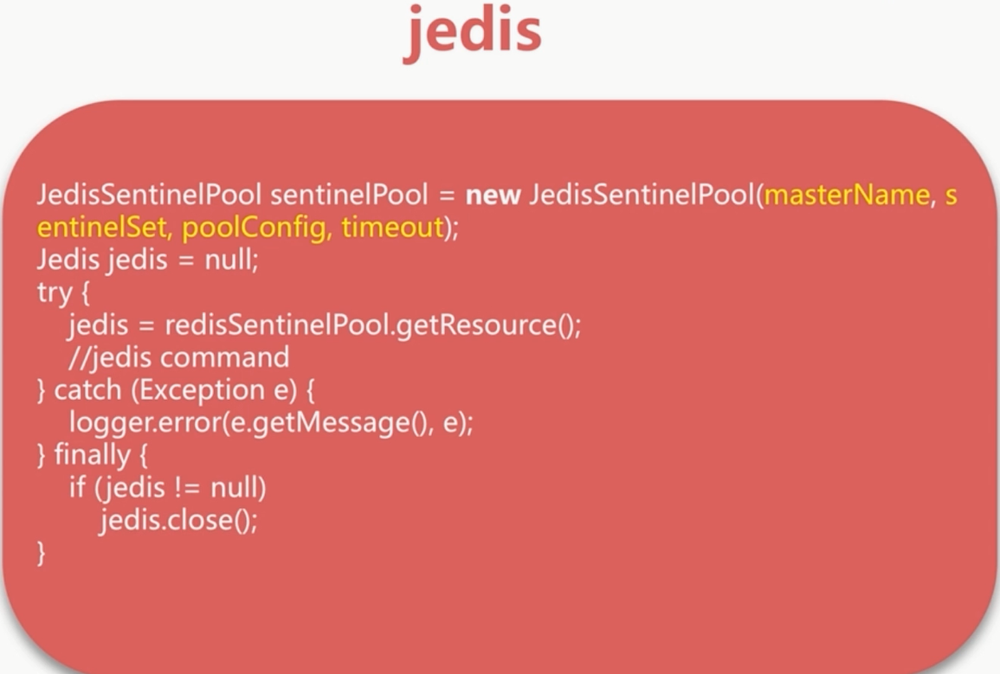 jedis
JedisSentinelPool sentinelPool = new JedisSentinelPool(masterName, s
entinelSet, poolConfig, timeout);
Jedis jedis = null;
try {
    jedis = redisSentinelPool.getResource();
    //jedis command
} catch (Exception e) {
    logger.error(e.getMessage(), e);
} finally {
    if (jedis != null)
        jedis.close();
}